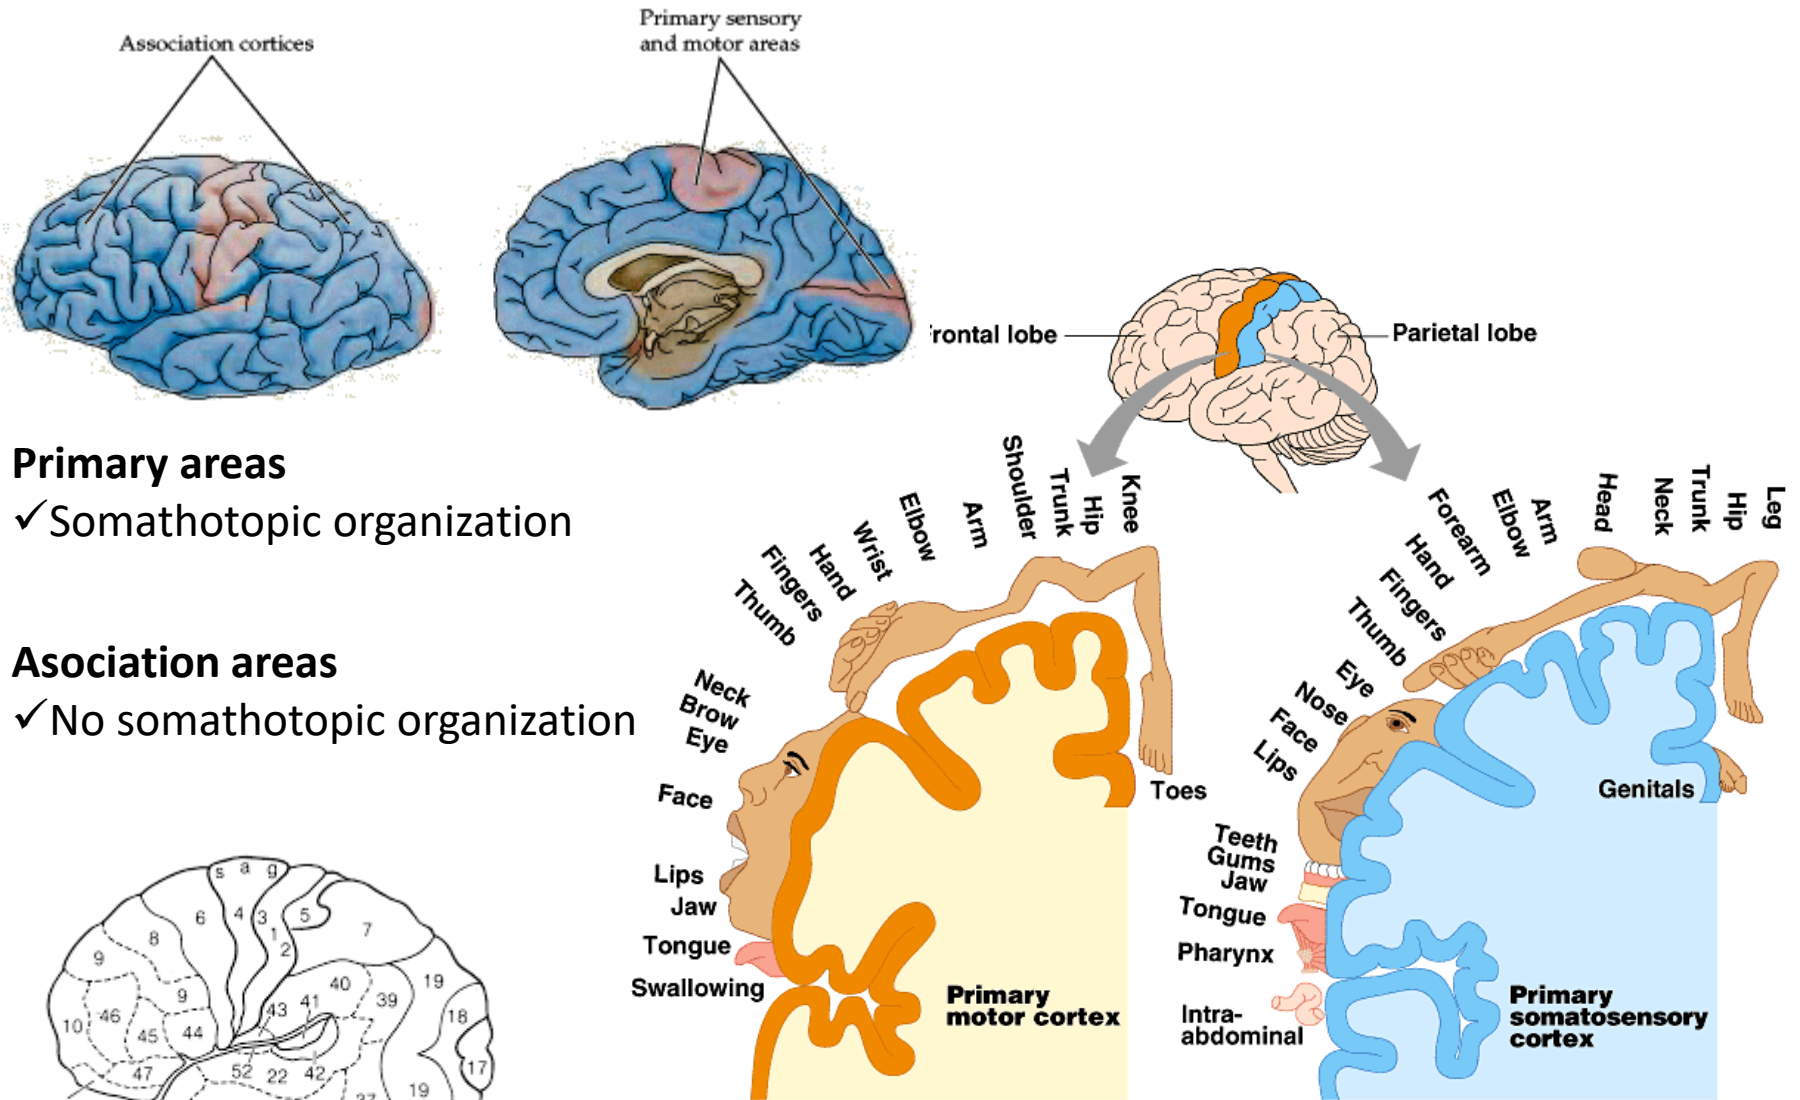 Association cortices
Primary sensory
and motor areas
rontal lobe
Parietal lobe
Primary areas
✓Somathotopic organization
Asociation areas
✓No somathotopic organization
Shoulder
Trunk
Hip
Knee
Elbow
Arm
Wrist
Hand
Fingers
Thumb
Neck
Brow
Eye
Face
Lips
Jaw
Tongue
Swallowing
Toes
Primary
motor cortex
Head
Neck
Trunk
Hip
Leg
Arm
Elbow
Forearm
Hand
Fingers
Thumb
Eye
Nose
Face
Lips
Genitals
Teeth
Gums
Jaw
Tongue
Pharynx
Intra-
abdominal
Primary
somatosensory
cortex
s a g
6
4
3
1
2
5
7
8
9
9
10
46
45
44
47
43
41
40
39
19
18
17
52
22
42
19